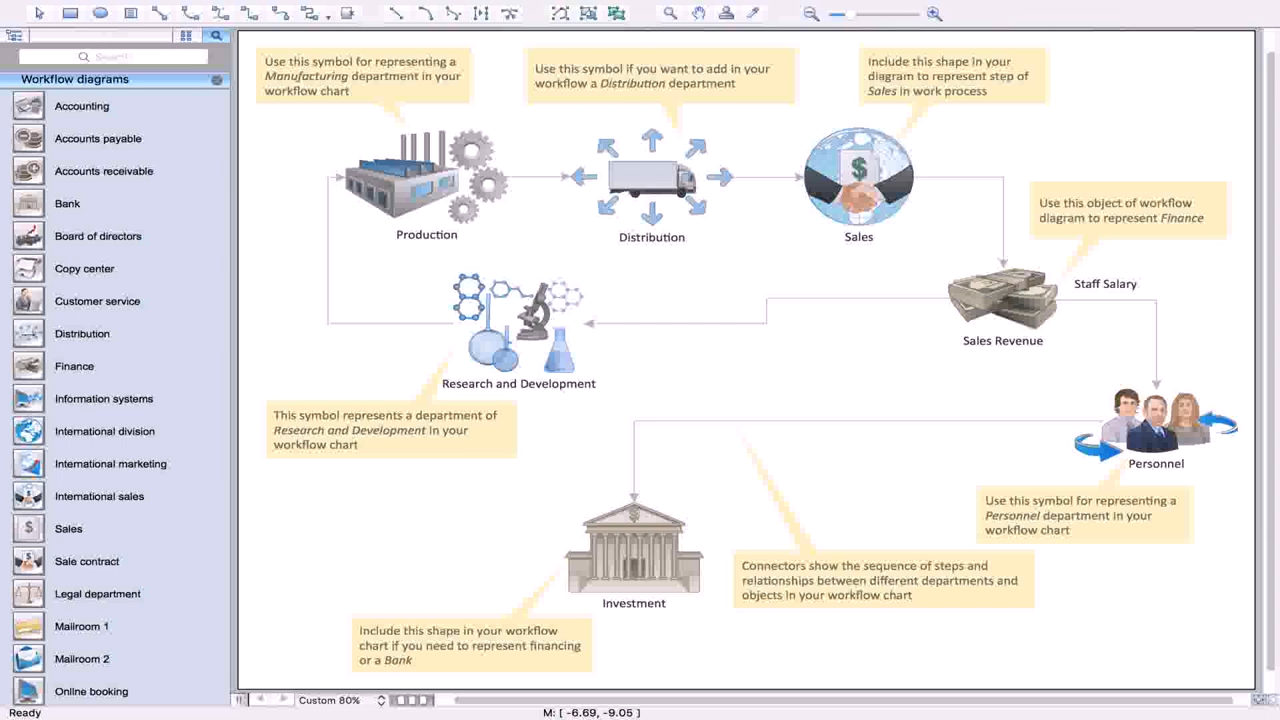 Search
Workflow diagrams
Accounting
Accounts payable
Accounts receivable
Bank
Board of directors
Copy center
Customer service
Distribution
Finance
Information systems
International division
International marketing
International sales
Sales
Sale contract
Legal department
Mailroom 1
Mailroom 2
Online booking
Ready
Use this symbol for representing a
Manufacturing department in your
workflow chart
Use this symbol if you want to add in your
workflow a Distribution department
Include this shape in your
diagram to represent step of
Sales in work process
$
Production
Distribution
Sales
Use this object of workflow
diagram to represent Finance
Staff Salary
Sales Revenue
Research and Development
This symbol represents a department of
Research and Development in your
workflow chart
Personnel
Use this symbol for representing a
Personnel department in your
workflow chart
$
Investment
Connectors show the sequence of steps and
relationships between different departments and
objects in your workflow chart
Include this shape in your workflow
chart if you need to represent financing
or a Bank
Custom 80%
M: [ -6.69, -9.05 ]